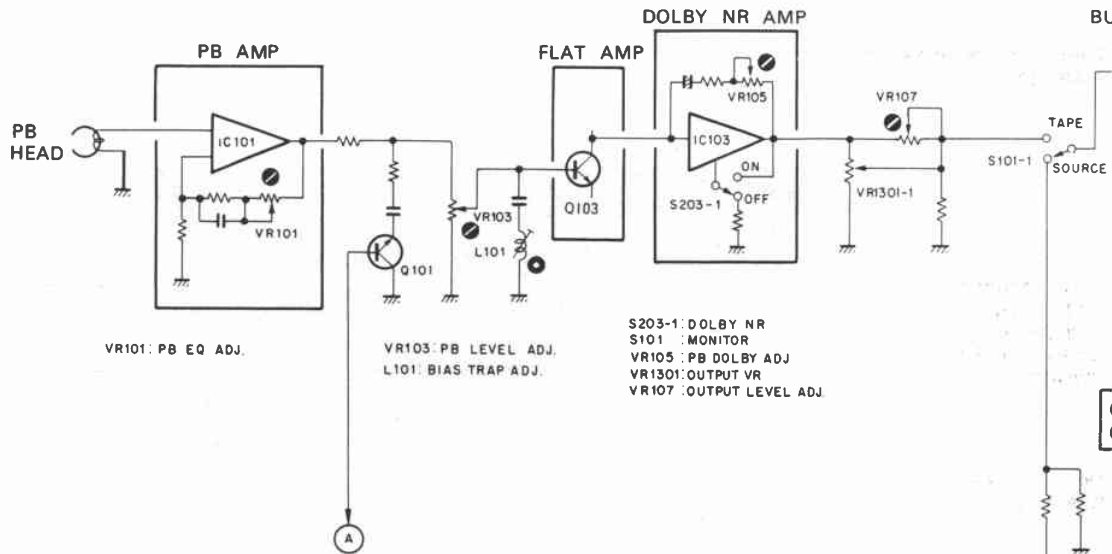 DOLBY NR AMP
BU
PB AMP
FLAT AMP
PB
HEAD
IC101
VR101
Q101
VR103
L101
Q103
VR105
IC103
ON
OFF
S203-1
VR107
VR1301-1
TAPE
S101-1
SOURCE
VR101: PB EQ ADJ.
VR103: PB LEVEL ADJ.
L101: BIAS TRAP ADJ.
S203-1: DOLBY NR
S101 : MONITOR
VR105 : PB DOLBY ADJ
VR1301: OUTPUT VR
VR107 : OUTPUT LEVEL ADJ.
A